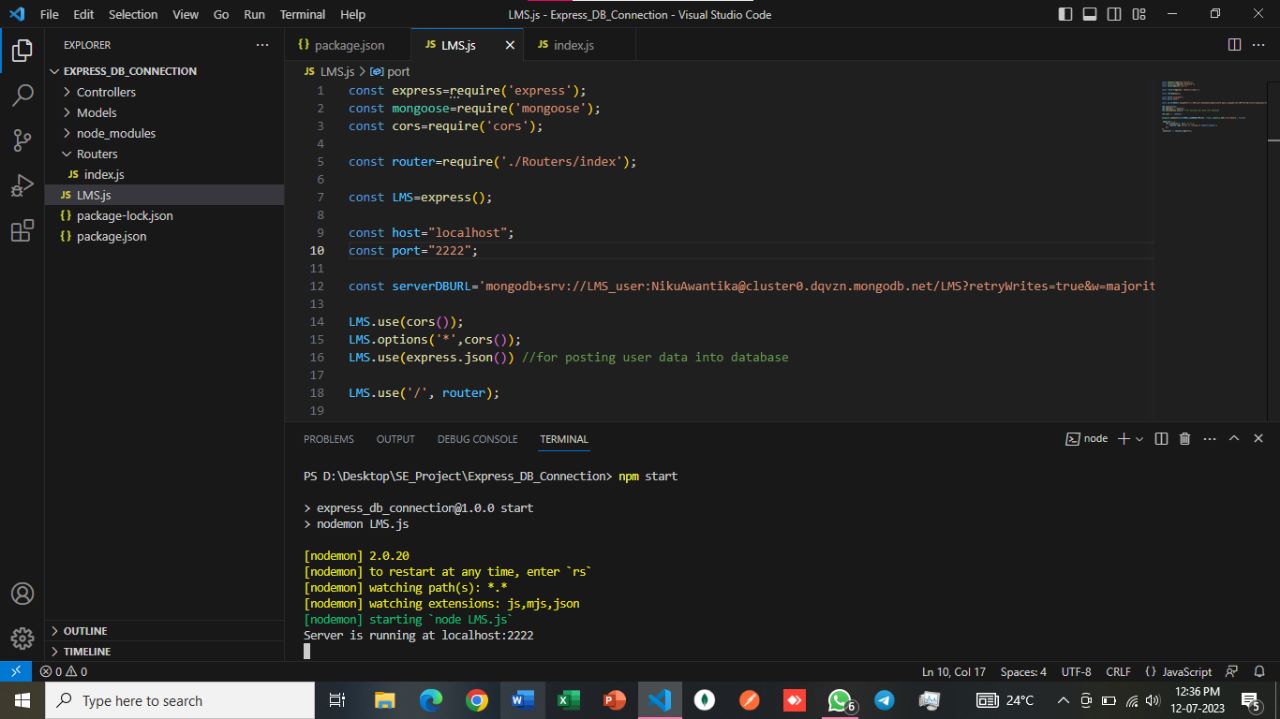 File Edit Selection View Go Run Terminal Help LMS.js - Express_DB_Connection - Visual Studio Code
EXPLORER
EXPRESS_DB_CONNECTION
Controllers
Models
node_modules
Routers
JS index.js
JS LMS.js
{} package-lock.json
{} package.json
OUTLINE
TIMELINE
{} package.json JS LMS.js JS index.js
JS LMS.js > port
1 const express=require('express');
2 const mongoose=require('mongoose');
3 const cors=require('cors');
4
5 const router=require('./Routers/index');
6
7 const LMS=express();
8
9 const host="localhost";
10 const port="2222";
11
12 const serverDBURL='mongodb+srv://LMS_user:NikuAwantika@cluster0.dqvzn.mongodb.net/LMS?retryWrites=true&w=majorit
13
14 LMS.use(cors());
15 LMS.options('*',cors());
16 LMS.use(express.json()) //for posting user data into database
17
18 LMS.use('/', router);
19
PROBLEMS OUTPUT DEBUG CONSOLE TERMINAL node
PS D:\Desktop\SE_Project\Express_DB_Connection> npm start
> express_db_connection@1.0.0 start
> nodemon LMS.js
[nodemon] 2.0.20
[nodemon] to restart at any time, enter `rs`
[nodemon] watching path(s): *.*
[nodemon] watching extensions: js,mjs,json
[nodemon] starting `node LMS.js`
Server is running at localhost:2222
0 0 Ln 10, Col 17 Spaces: 4 UTF-8 CRLF {} JavaScript
Type here to search 6 24°C 12:36 PM
12-07-2023 5